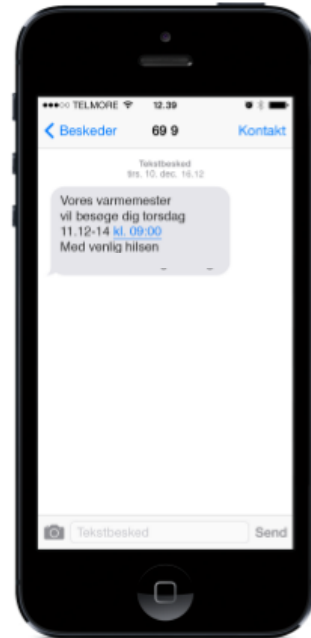 TELMORE 12.39
Beskeder 69 9 Kontakt
Tekstbesked
tirs. 10. dec. 16.12
Vores varmemester
vil besøge dig torsdag
11.12-14 kl. 09:00
Med venlig hilsen
Tekstbesked Send